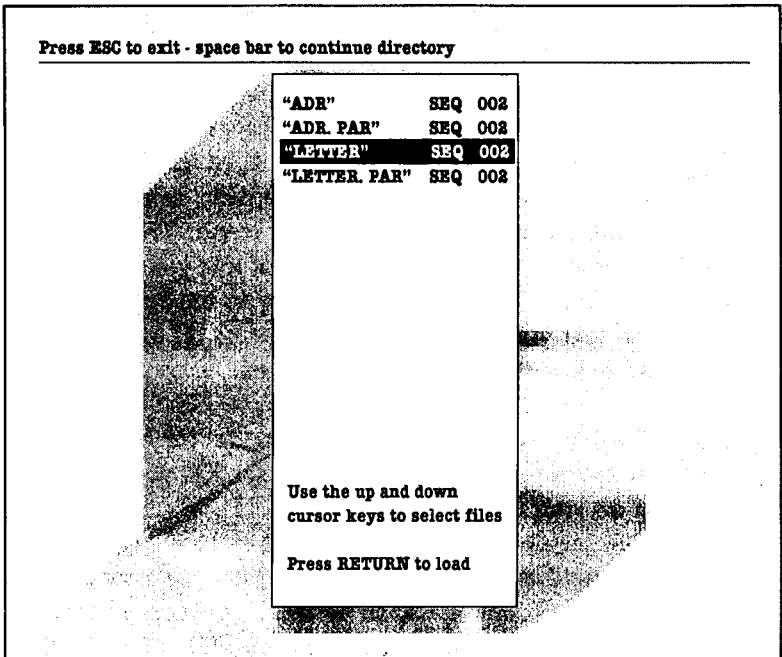 Press ESC to exit - space bar to continue directory
“ADR” SEQ 002
“ADR. PAR” SEQ 002
“LETTER” SEQ 002
“LETTER. PAR” SEQ 002
Use the up and down
cursor keys to select files
Press RETURN to load